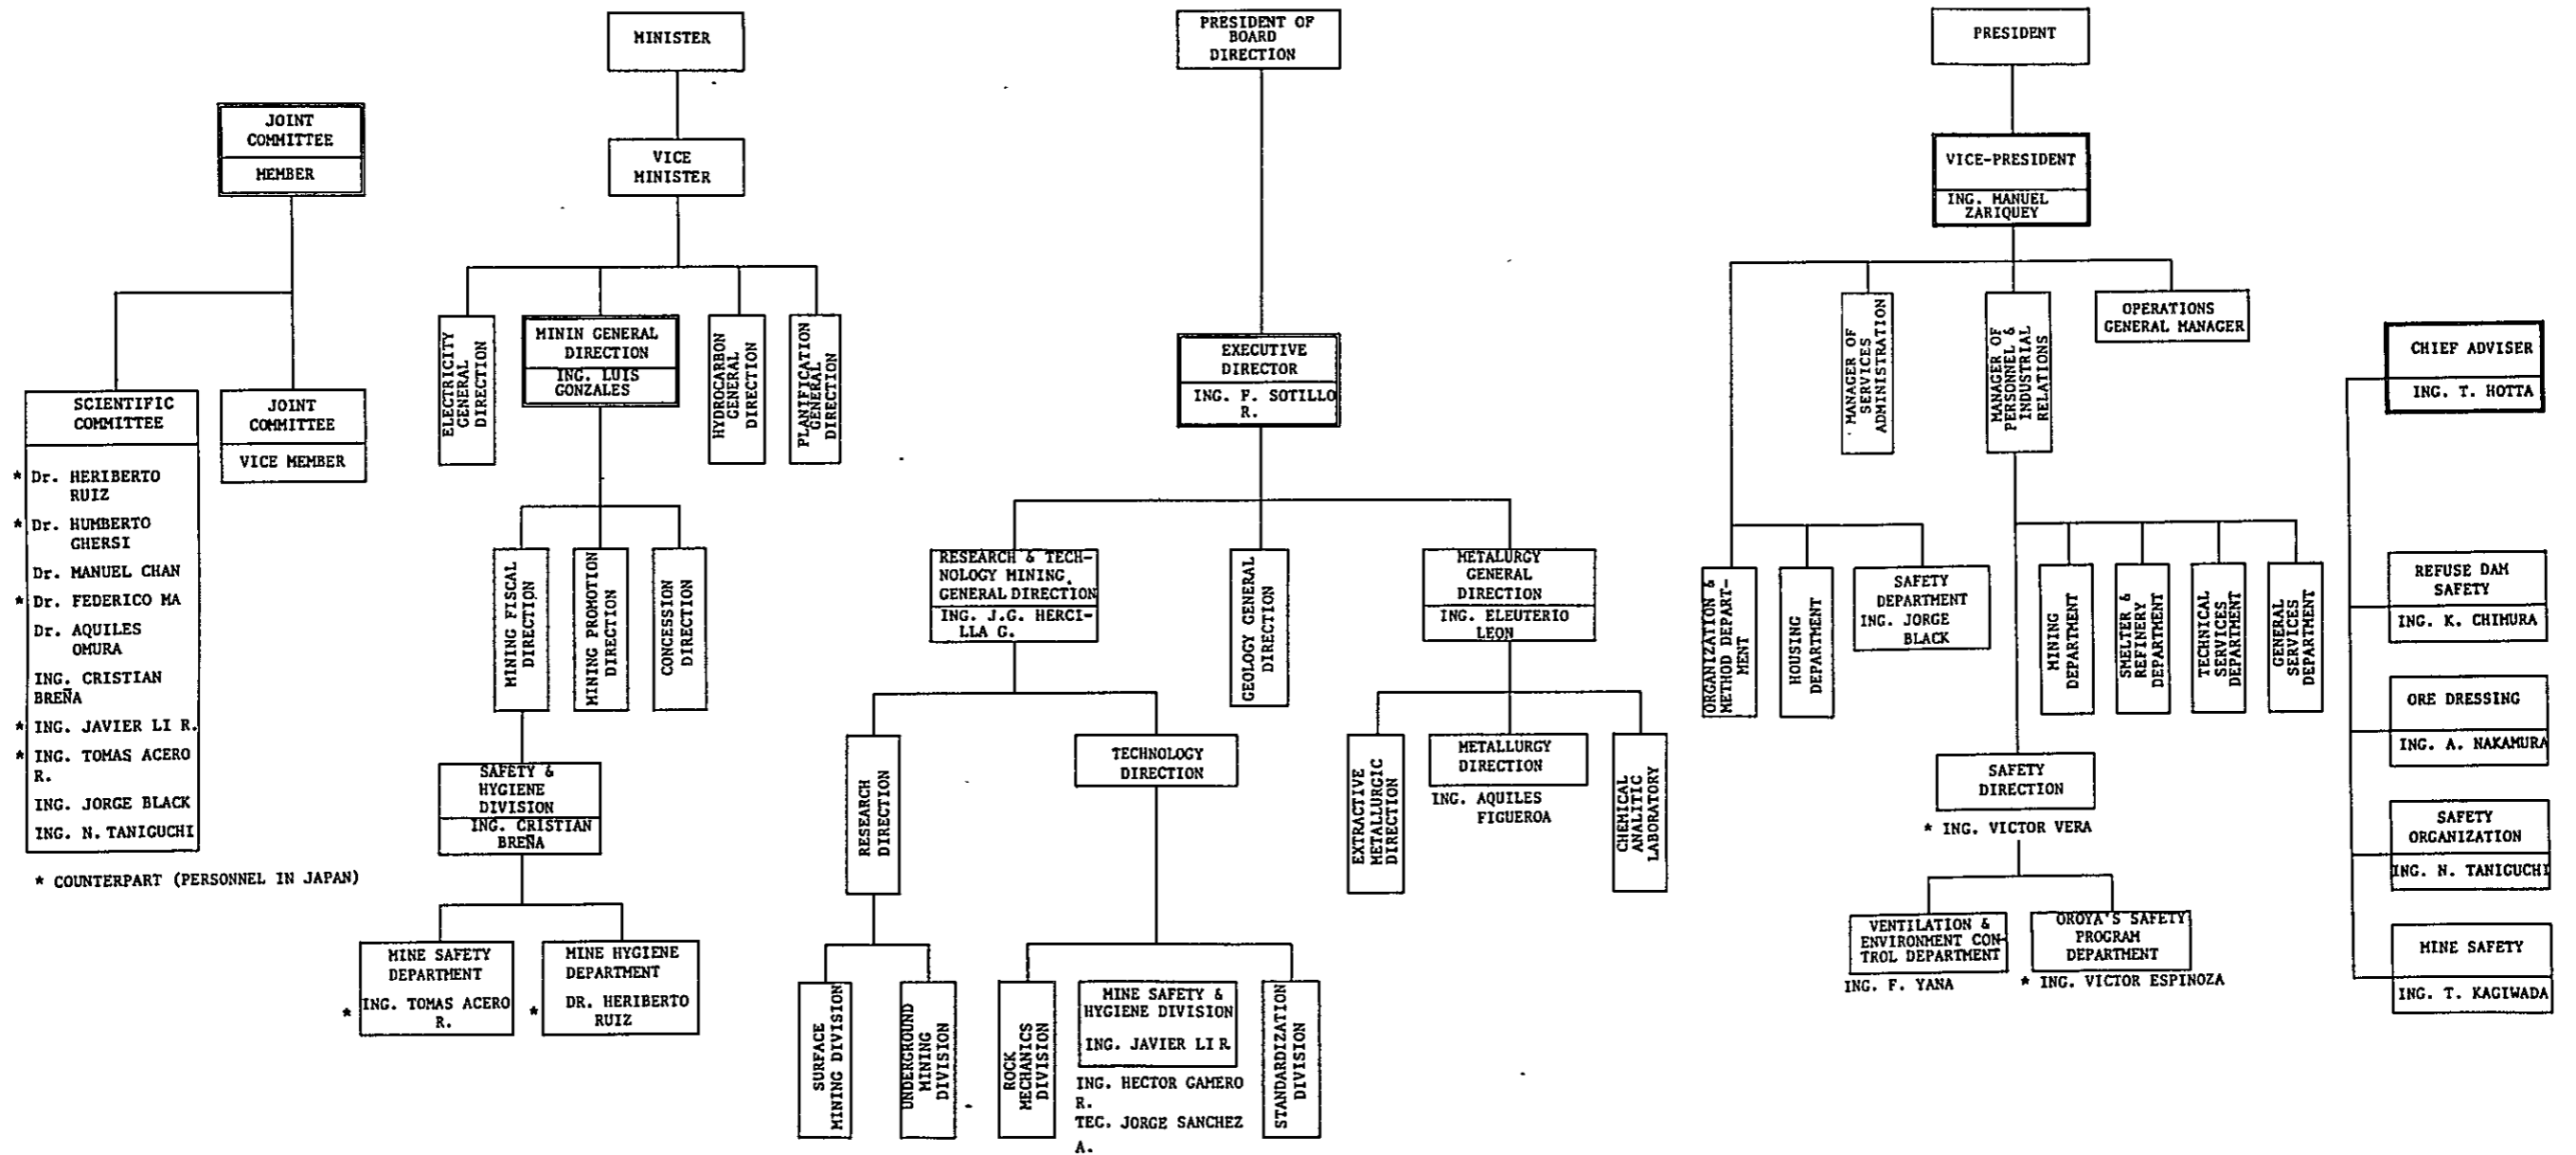 JOINT
COMMITTEE
MEMBER
SCIENTIFIC
COMMITTEE
* Dr. HERIBERTO
RUIZ
* Dr. HUMBERTO
GHERSI
Dr. MANUEL CHAN
* Dr. FEDERICO MA
Dr. AQUILES
OMURA
ING. CRISTIAN
BREÑA
* ING. JAVIER LI R.
* ING. TOMAS ACERO
R.
ING. JORGE BLACK
ING. N. TANIGUCHI
JOINT
COMMITTEE
VICE MEMBER
* COUNTERPART (PERSONNEL IN JAPAN)
MINISTER
VICE
MINISTER
ELECTRICITY
GENERAL
DIRECTION
MININ GENERAL
DIRECTION
ING. LUIS
GONZALES
HYDROCARBON
GENERAL
DIRECTION
PLANIFICATION
GENERAL
DIRECTION
MINING FISCAL
DIRECTION
MINING PROMOTION
DIRECTION
CONCESSION
DIRECTION
SAFETY &
HYGIENE
DIVISION
ING. CRISTIAN
BREÑA
MINE SAFETY
DEPARTMENT
* ING. TOMAS ACERO
R.
MINE HYGIENE
DEPARTMENT
* DR. HERIBERTO
RUIZ
PRESIDENT OF
BOARD
DIRECTION
EXECUTIVE
DIRECTOR
ING. F. SOTILLO
R.
RESEARCH & TECH-
NOLOGY MINING
GENERAL DIRECTION
ING. J.G. HERCI-
LLA G.
GEOLOGY GENERAL
DIRECTION
METALURGY
GENERAL
DIRECTION
ING. ELEUTERIO
LEON
RESEARCH
DIRECTION
TECHNOLOGY
DIRECTION
EXTRACTIVE
METALLURGIC
DIRECTION
METALLURGY
DIRECTION
ING. AQUILES
FIGUEROA
CHEMICAL
ANALITIC
LABORATORY
SURFACE
MINING DIVISION
UNDERGROUND
MINING
DIVISION
ROCK
MECHANICS
DIVISION
MINE SAFETY &
HYGIENE DIVISION
ING. JAVIER LI R
ING. HECTOR GAMERO
R.
TEC. JORGE SANCHEZ
A.
STANDARDIZATION
DIVISION
PRESIDENT
VICE-PRESIDENT
ING. MANUEL
ZARIQUEY
MANAGER OF
SERVICES
ADMINISTRATION
MANAGER OF
PERSONNEL &
INDUSTRIAL
RELATIONS
OPERATIONS
GENERAL MANAGER
ORGANIZATION &
METHOD DEPART-
MENT
HOUSING
DEPARTMENT
SAFETY
DEPARTMENT
ING. JORGE
BLACK
MINING
DEPARTMENT
SMELTER &
REFINERY
DEPARTMENT
TECHNICAL
SERVICES
DEPARTMENT
GENERAL
SERVICES
DEPARTMENT
SAFETY
DIRECTION
* ING. VICTOR VERA
VENTILATION &
ENVIRONMENT CON-
TROL DEPARTMENT
ING. F. YANA
OROYA'S SAFETY
PROGRAM
DEPARTMENT
* ING. VICTOR ESPINOZA
CHIEF ADVISER
ING. T. HOTTA
REFUSE DAM
SAFETY
ING. K. CHIMURA
ORE DRESSING
ING. A. NAKAMURA
SAFETY
ORGANIZATION
ING. N. TANIGUCHI
MINE SAFETY
ING. T. KAGIWADA